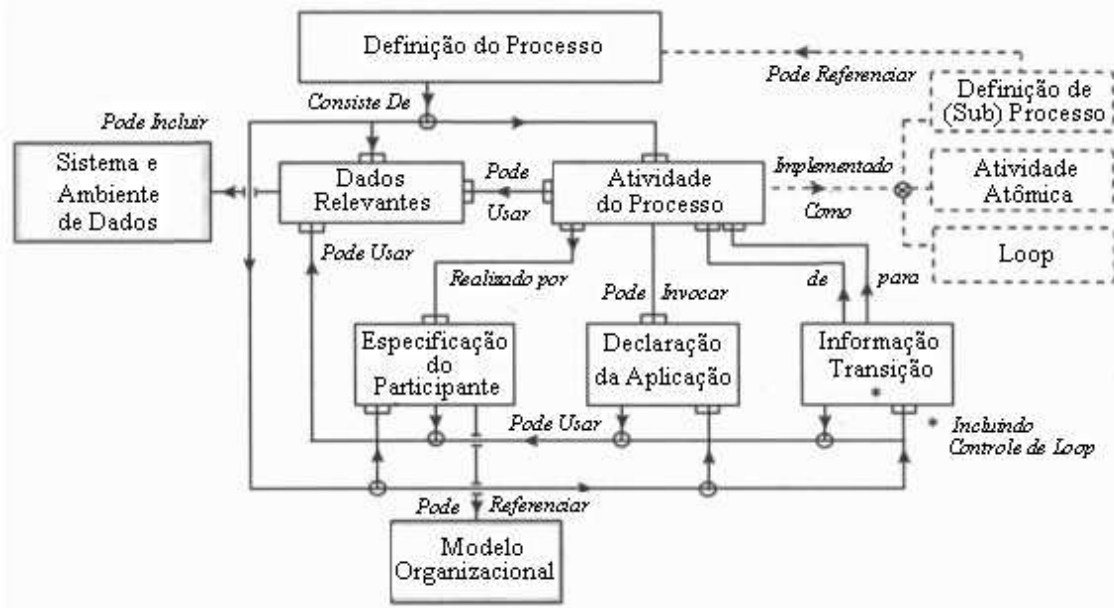 Definição do Processo
Pode Referenciar
Consiste De
Definição de
(Sub) Processo
Pode Incluir
Sistema e
Ambiente
de Dados
Dados
Relevantes
Pode
Usar
Atividade
do Processo
Implementado
Como
Atividade
Atômica
Loop
Pode Usar
Realizado por
Pode Invocar
de
para
Especificação
do
Participante
Declaração
da Aplicação
Informação
Transição
*
Pode Usar
* Incluindo
Controle de Loop
Pode Referenciar
Modelo
Organizacional